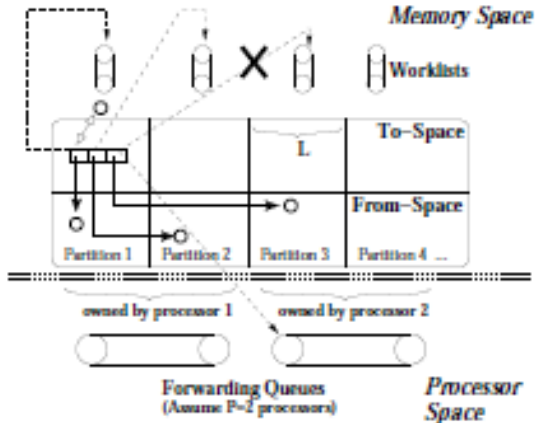 Memory Space
Worklists
To-Space
L
From-Space
Partition 1
Partition 2
Partition 3
Partition 4 ...
owned by processor 1
owned by processor 2
Forwarding Queues
(Assume P=2 processors)
Processor
Space